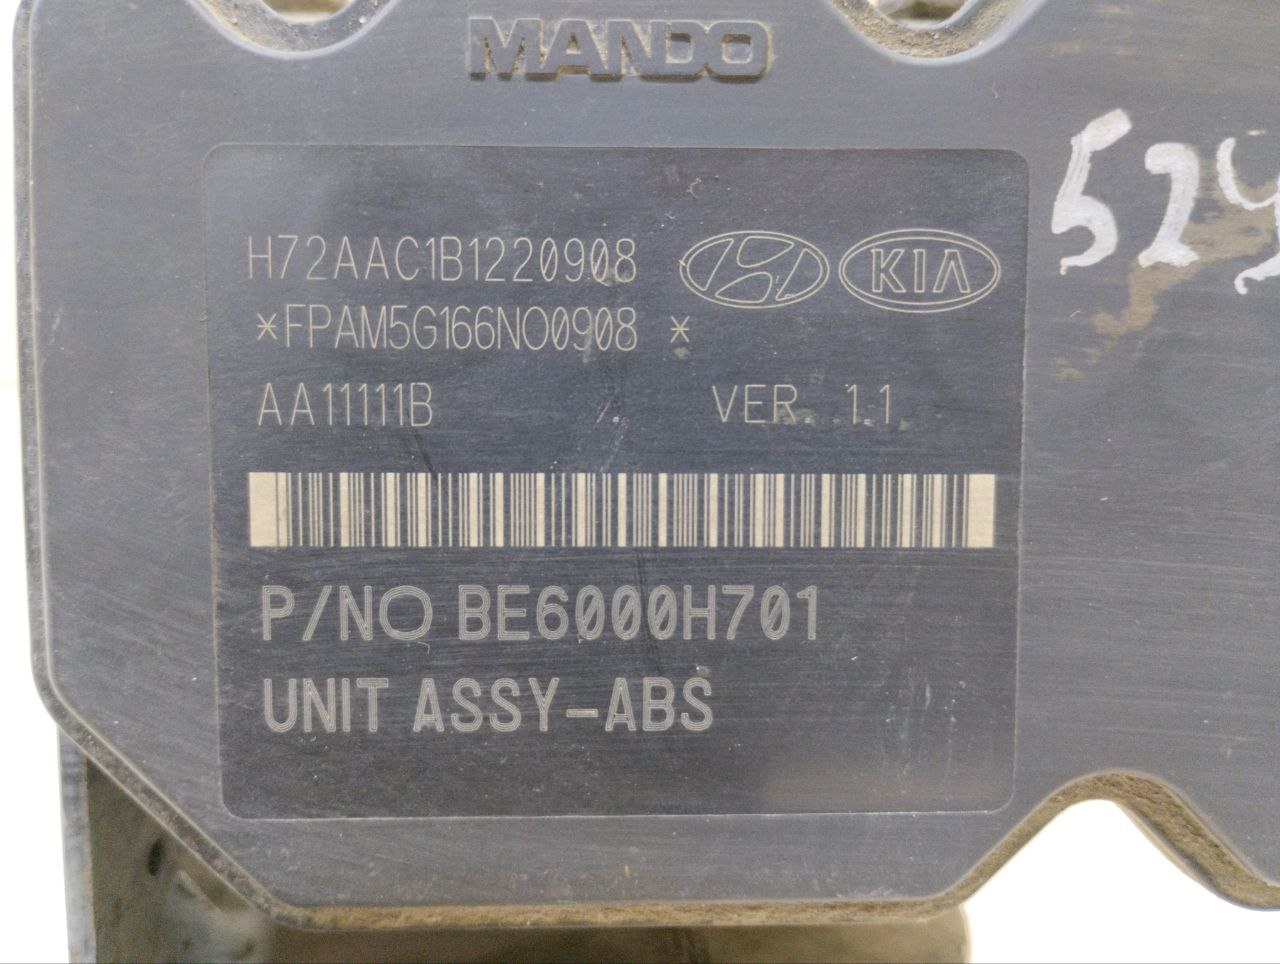 MANDO
H72AAC1B1220908
KIA
*FPAM5G166NO0908 *
AA11111B VER. 1.1
P/NO BE6000H701
UNIT ASSY-ABS